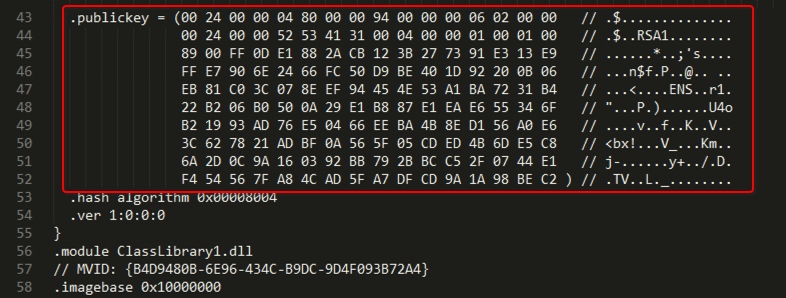 43 .publickey = (00 24 00 00 04 80 00 00 94 00 00 00 06 02 00 00 // .$..............
44 00 24 00 00 52 53 41 31 00 04 00 00 01 00 01 00 // .$..RSA1........
45 89 00 FF 0D E1 88 2A CB 12 3B 27 73 91 E3 13 E9 // ......*..;'s....
46 FF E7 90 6E 24 66 FC 50 D9 BE 40 1D 92 20 0B 06 // ...n$f.P..@.. ..
47 EB 81 C0 3C 07 8E EF 94 45 4E 53 A1 BA 72 31 B4 // ...<....ENS..r1.
48 22 B2 06 B0 50 0A 29 E1 B8 87 E1 EA E6 55 34 6F // "...P.)......U4o
49 B2 19 93 AD 76 E5 04 66 EE BA 4B 8E D1 56 A0 E6 // ....v..f..K..V..
50 3C 62 78 21 AD BF 0A 56 5F 05 CD ED 4B 6D E5 C8 // <bx!...V_...Km..
51 6A 2D 0C 9A 16 03 92 BB 79 2B BC C5 2F 07 44 E1 // j-......y+../.D.
52 F4 54 56 7F A8 4C AD 5F A7 DF CD 9A 1A 98 BE C2 ) // .TV..L._........
53 .hash algorithm 0x00008004
54 .ver 1:0:0:0
55 }
56 .module ClassLibrary1.dll
57 // MVID: {B4D9480B-6E96-434C-B9DC-9D4F093B72A4}
58 .imagebase 0x10000000